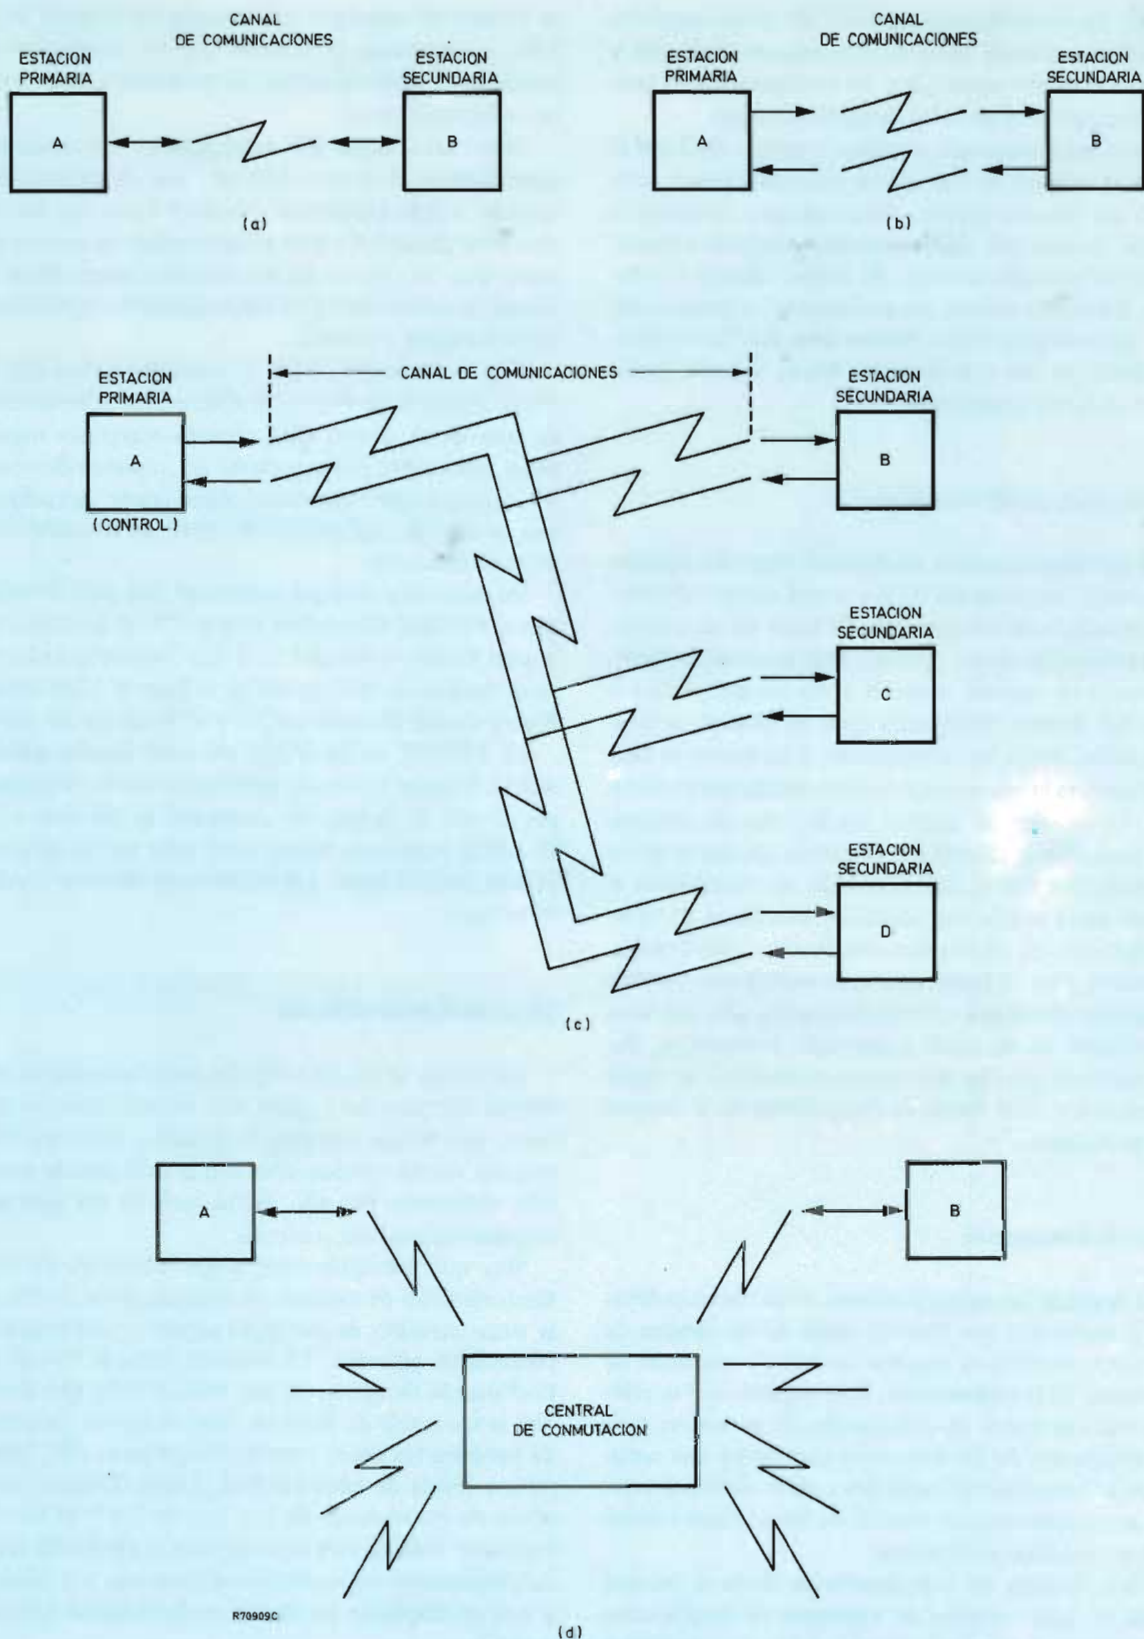 CANAL
DE COMUNICACIONES
ESTACION
PRIMARIA
ESTACION
SECUNDARIA
A
B
(a)
CANAL
DE COMUNICACIONES
ESTACION
PRIMARIA
ESTACION
SECUNDARIA
A
B
(b)
CANAL DE COMUNICACIONES
ESTACION
PRIMARIA
A
(CONTROL)
ESTACION
SECUNDARIA
B
ESTACION
SECUNDARIA
C
ESTACION
SECUNDARIA
D
(c)
A
B
CENTRAL
DE CONMUTACION
R70909C
(d)